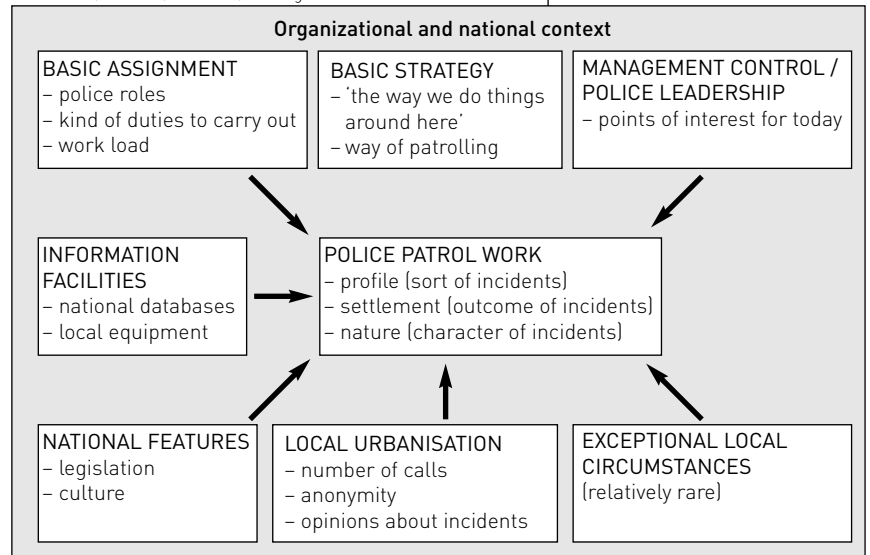 Organizational and national context
BASIC ASSIGNMENT
– police roles
– kind of duties to carry out
– work load
BASIC STRATEGY
– ‘the way we do things
around here’
– way of patrolling
MANAGEMENT CONTROL /
POLICE LEADERSHIP
– points of interest for today
INFORMATION
FACILITIES
– national databases
– local equipment
POLICE PATROL WORK
– profile (sort of incidents)
– settlement (outcome of incidents)
– nature (character of incidents)
NATIONAL FEATURES
– legislation
– culture
LOCAL URBANISATION
– number of calls
– anonymity
– opinions about incidents
EXCEPTIONAL LOCAL
CIRCUMSTANCES
(relatively rare)